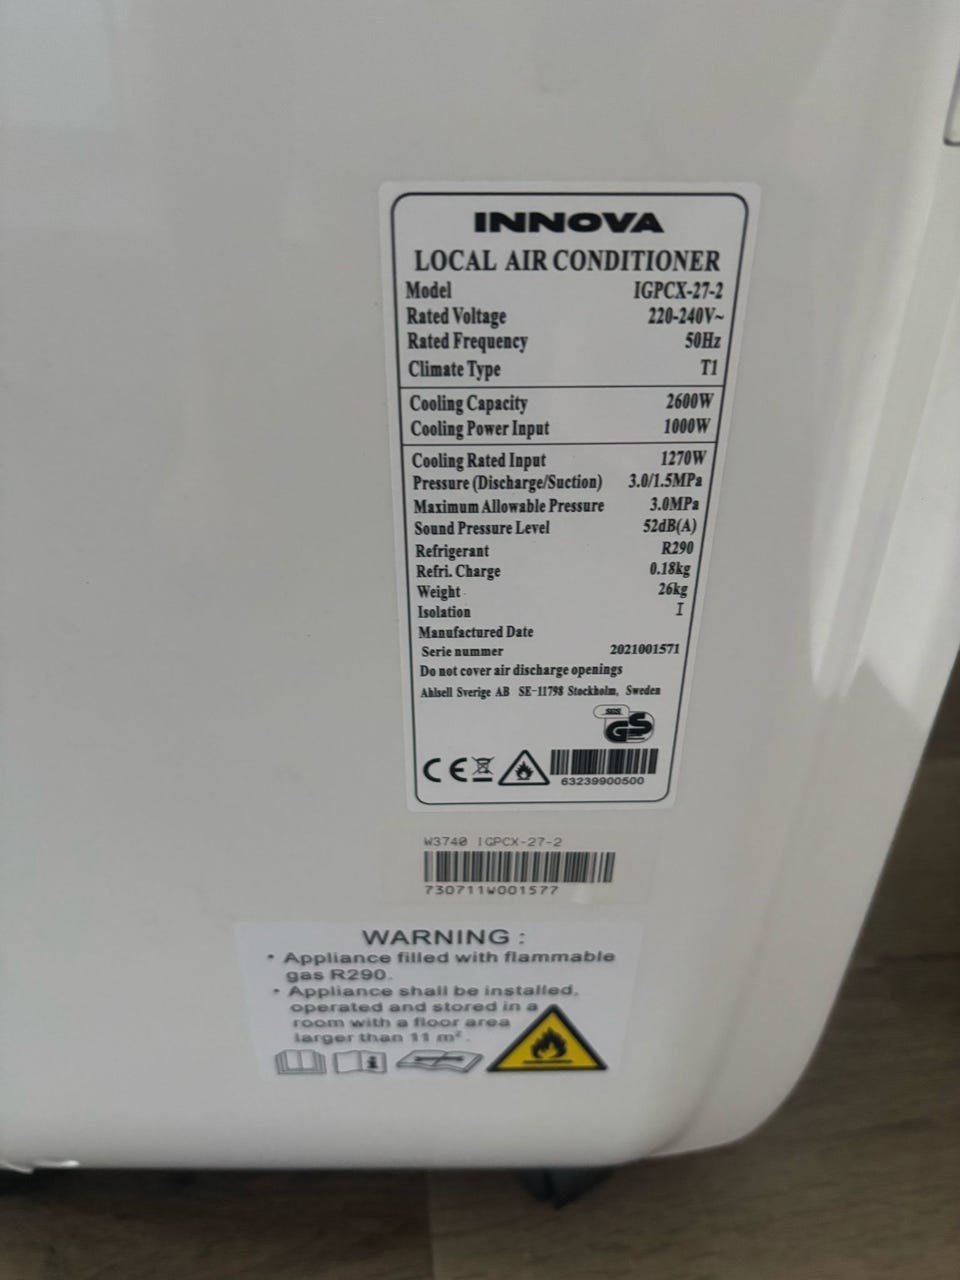 INNOVA
LOCAL AIR CONDITIONER
Model IGPCX-27-2
Rated Voltage 220-240V~
Rated Frequency 50Hz
Climate Type T1
Cooling Capacity 2600W
Cooling Power Input 1000W
Cooling Rated Input 1270W
Pressure (Discharge/Suction) 3.0/1.5MPa
Maximum Allowable Pressure 3.0MPa
Sound Pressure Level 52dB(A)
Refrigerant R290
Refri. Charge 0.18kg
Weight 26kg
Isolation I
Manufactured Date
Serie nummer 2021001571
Do not cover air discharge openings
Ahlsell Sverige AB SE-11798 Stockholm, Sweden
SGS
GS
CE
63239900500
W3740 IGPCX-27-2
730711W001577
WARNING :
• Appliance filled with flammable
gas R290.
• Appliance shall be installed,
operated and stored in a
room with a floor area
larger than 11 m².